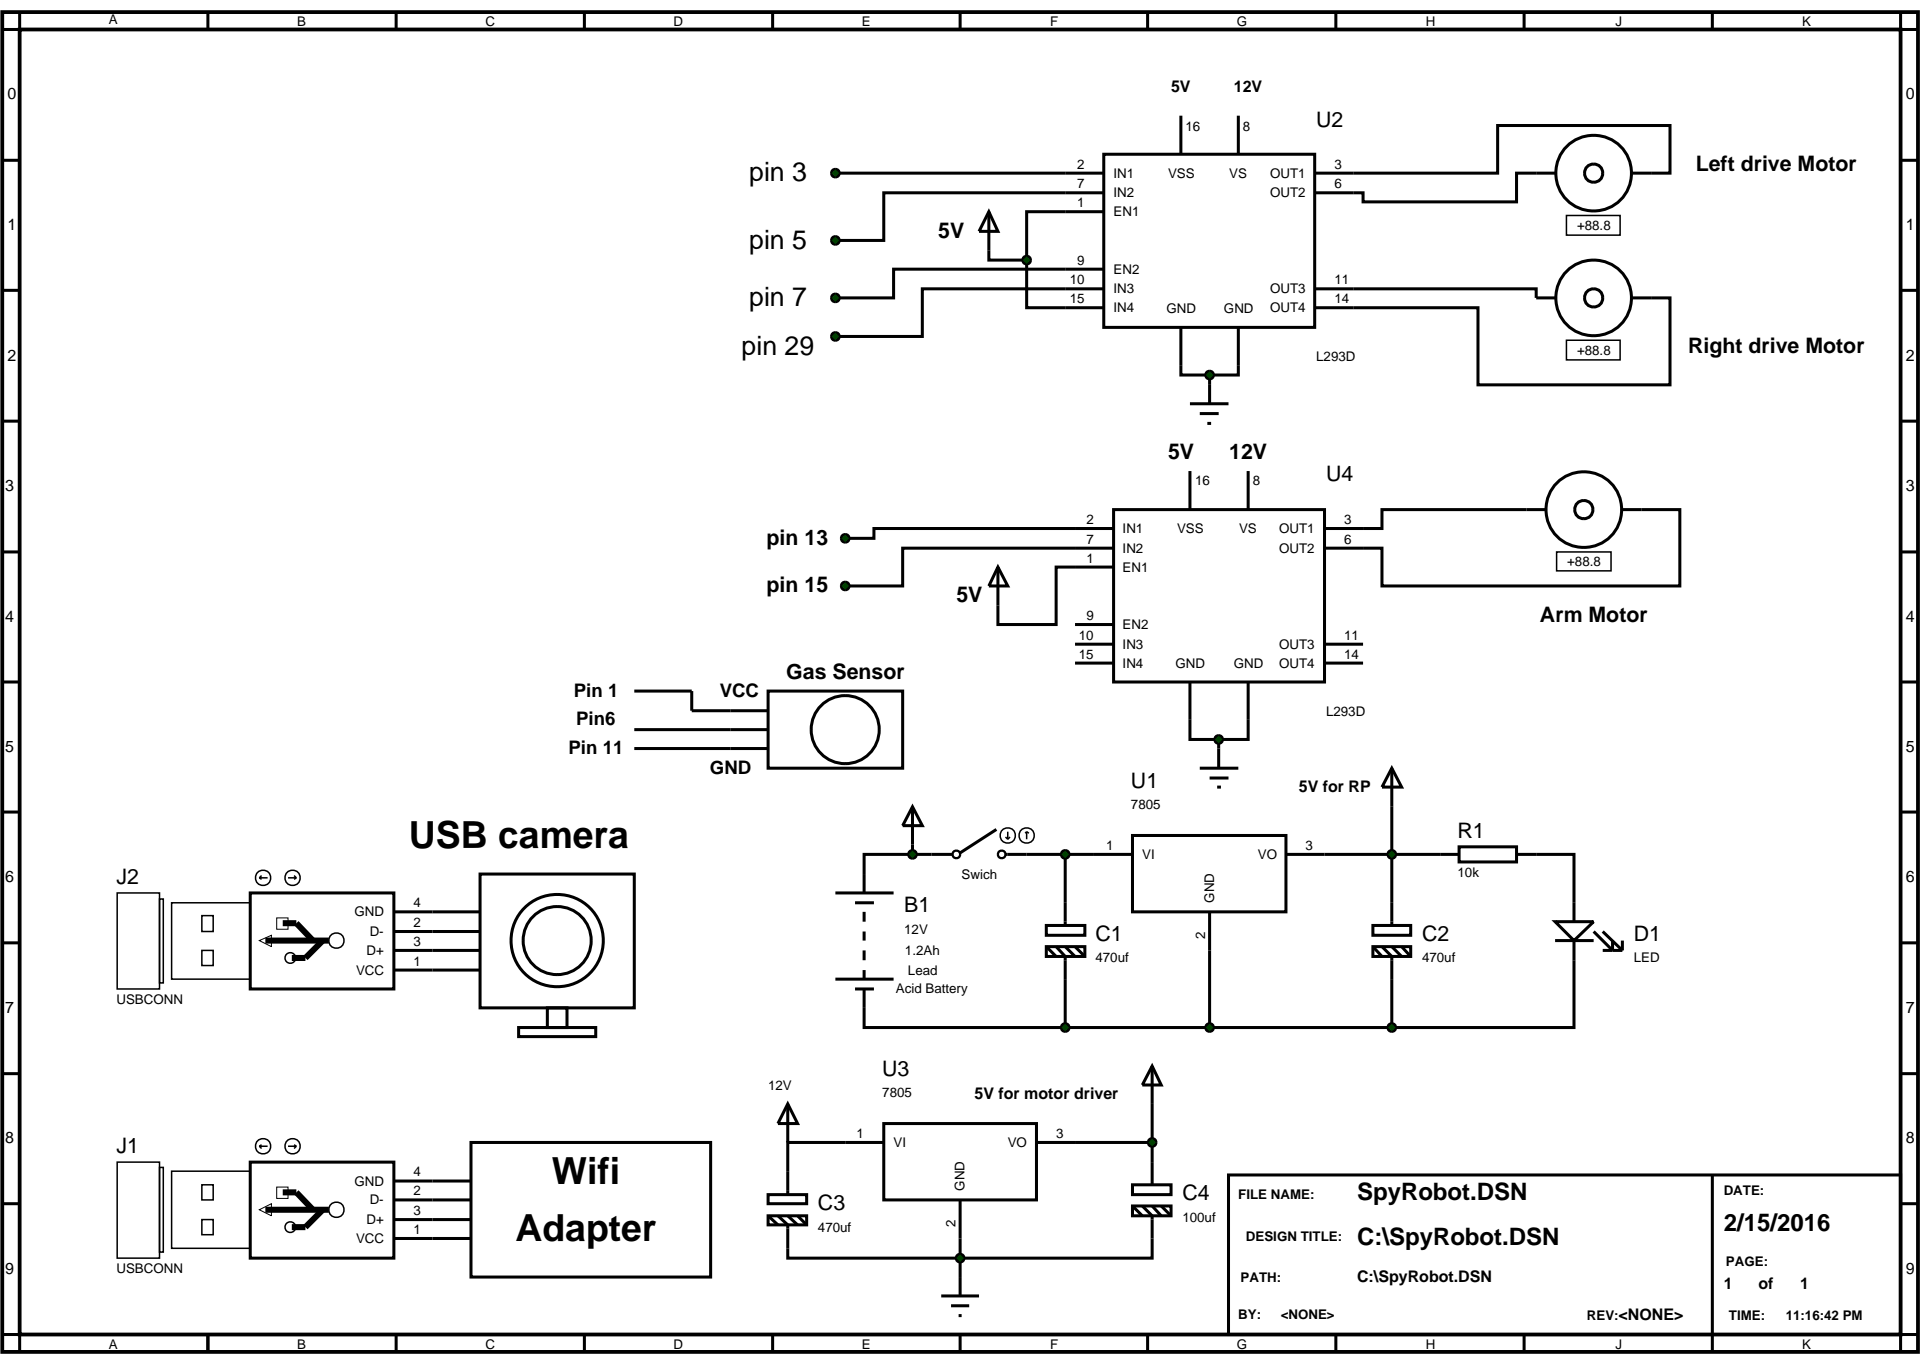 A B C D E F G H J K
0 0
1 1
2 2
3 3
4 4
5 5
6 6
7 7
8 8
9 9
5V 12V
16 8
U2
pin 3
pin 5
pin 7
pin 29
5V
2 IN1
7 IN2
1 EN1
9 EN2
10 IN3
15 IN4
VSS VS
GND GND
OUT1 3
OUT2 6
OUT3 11
OUT4 14
L293D
+88.8
Left drive Motor
+88.8
Right drive Motor
5V 12V
16 8
U4
pin 13
pin 15
5V
2 IN1
7 IN2
1 EN1
9 EN2
10 IN3
15 IN4
VSS VS
GND GND
OUT1 3
OUT2 6
OUT3 11
OUT4 14
L293D
+88.8
Arm Motor
Gas Sensor
Pin 1
VCC
Pin6
Pin 11
GND
USB camera
J2
USBCONN
GND 4
D- 2
D+ 3
VCC 1
U1
7805
5V for RP
Swich
1 VI
VO 3
GND
2
B1
12V
1.2Ah
Lead
Acid Battery
C1
470uf
C2
470uf
R1
10k
D1
LED
J1
USBCONN
GND 4
D- 2
D+ 3
VCC 1
Wifi
Adapter
12V
U3
7805
5V for motor driver
1 VI
VO 3
GND
2
C3
470uf
C4
100uf
FILE NAME: SpyRobot.DSN
DESIGN TITLE: C:\SpyRobot.DSN
PATH: C:\SpyRobot.DSN
BY: <NONE> REV:<NONE>
DATE:
2/15/2016
PAGE:
1 of 1
TIME: 11:16:42 PM
A B C D E F G H J K